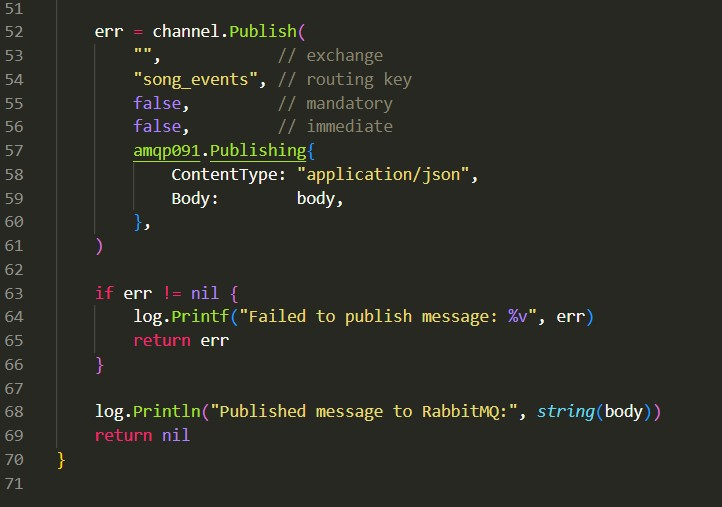 51
52 err = channel.Publish(
53 "", // exchange
54 "song_events", // routing key
55 false, // mandatory
56 false, // immediate
57 amqp091.Publishing{
58 ContentType: "application/json",
59 Body: body,
60 },
61 )
62
63 if err != nil {
64 log.Printf("Failed to publish message: %v", err)
65 return err
66 }
67
68 log.Println("Published message to RabbitMQ:", string(body))
69 return nil
70 }
71